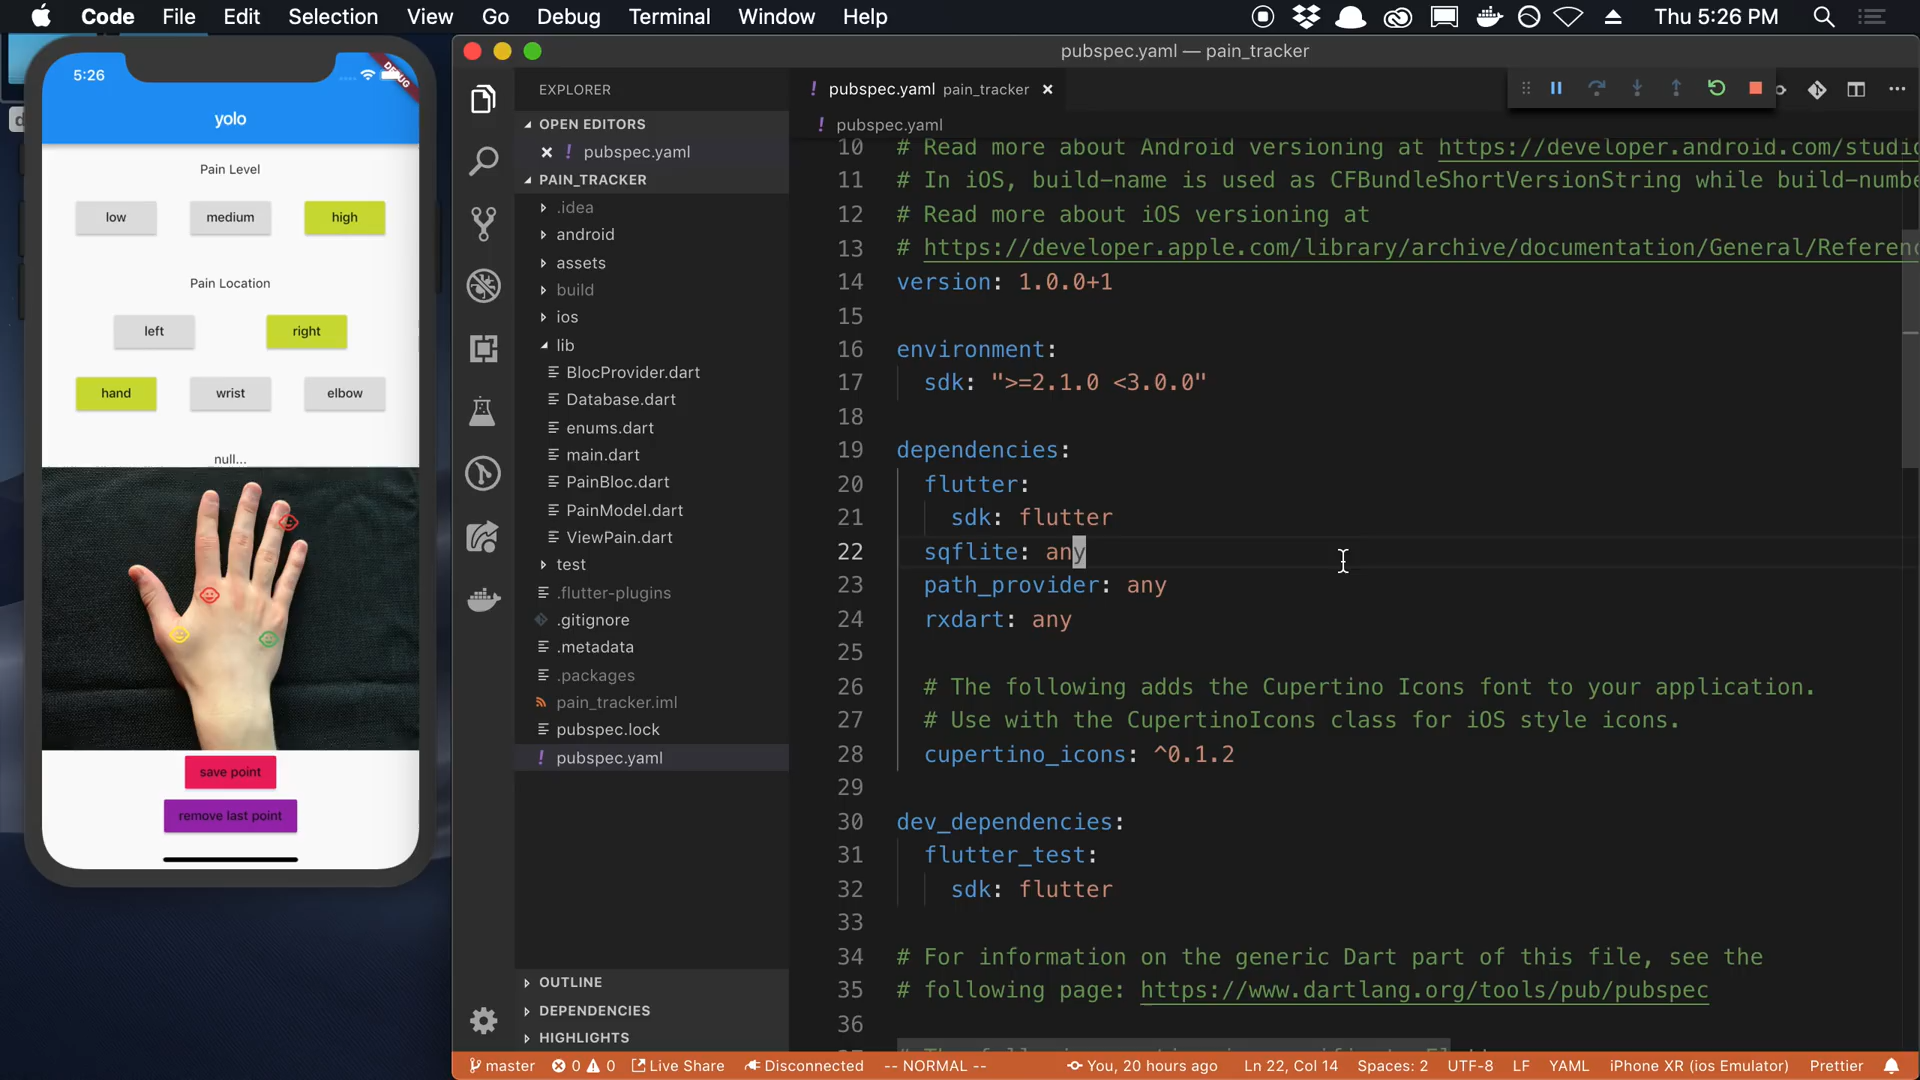 Code File Edit Selection View Go Debug Terminal Window Help
Thu 5:26 PM
5:26
DEBUG
yolo
Pain Level
low medium high
Pain Location
left right
hand wrist elbow
null...
save point
remove last point
pubspec.yaml — pain_tracker
EXPLORER
OPEN EDITORS
! pubspec.yaml
PAIN_TRACKER
.idea
android
assets
build
ios
lib
BlocProvider.dart
Database.dart
enums.dart
main.dart
PainBloc.dart
PainModel.dart
ViewPain.dart
test
.flutter-plugins
.gitignore
.metadata
.packages
pain_tracker.iml
pubspec.lock
! pubspec.yaml
OUTLINE
DEPENDENCIES
HIGHLIGHTS
! pubspec.yaml pain_tracker
! pubspec.yaml
10 # Read more about Android versioning at https://developer.android.com/studio
11 # In iOS, build-name is used as CFBundleShortVersionString while build-numbe
12 # Read more about iOS versioning at
13 # https://developer.apple.com/library/archive/documentation/General/Referenc
14 version: 1.0.0+1
15
16 environment:
17 sdk: ">=2.1.0 <3.0.0"
18
19 dependencies:
20 flutter:
21 sdk: flutter
22 sqflite: any
23 path_provider: any
24 rxdart: any
25
26 # The following adds the Cupertino Icons font to your application.
27 # Use with the CupertinoIcons class for iOS style icons.
28 cupertino_icons: ^0.1.2
29
30 dev_dependencies:
31 flutter_test:
32 sdk: flutter
33
34 # For information on the generic Dart part of this file, see the
35 # following page: https://www.dartlang.org/tools/pub/pubspec
36
master 0 0 Live Share Disconnected -- NORMAL -- You, 20 hours ago Ln 22, Col 14 Spaces: 2 UTF-8 LF YAML iPhone XR (ios Emulator) Prettier